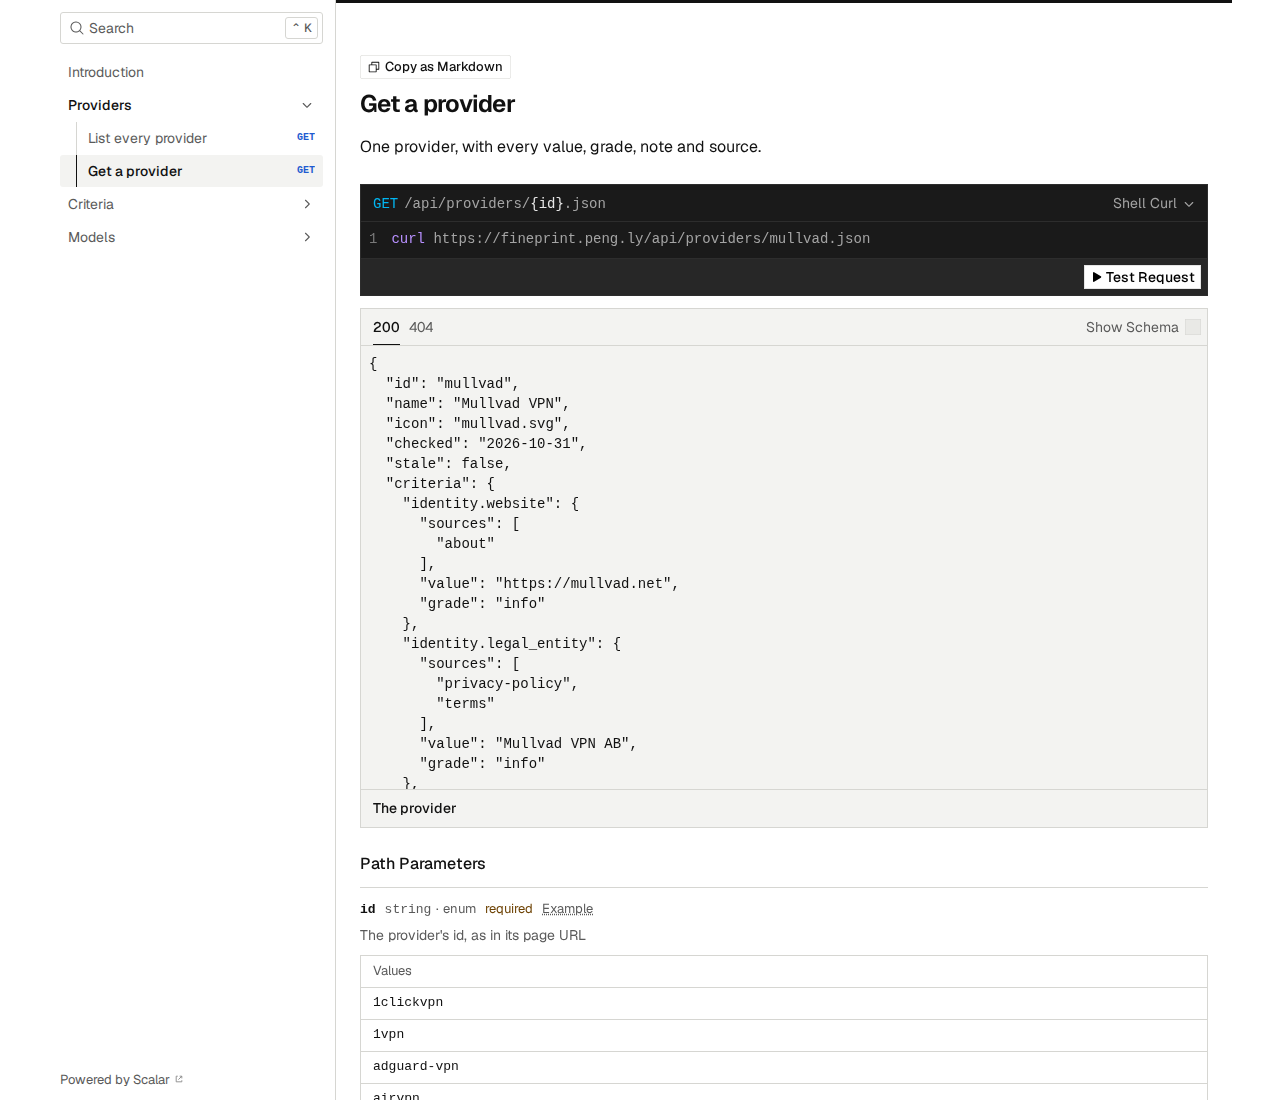 Search
⌃ K
Introduction
Providers
List every provider GET
Get a provider GET
Criteria
Models
Powered by Scalar
Copy as Markdown
Get a provider
One provider, with every value, grade, note and source.
GET /api/providers/{id}.json Shell Curl
1 curl https://fineprint.peng.ly/api/providers/mullvad.json
Test Request
200 404 Show Schema
{
  "id": "mullvad",
  "name": "Mullvad VPN",
  "icon": "mullvad.svg",
  "checked": "2026-10-31",
  "stale": false,
  "criteria": {
    "identity.website": {
      "sources": [
        "about"
      ],
      "value": "https://mullvad.net",
      "grade": "info"
    },
    "identity.legal_entity": {
      "sources": [
        "privacy-policy",
        "terms"
      ],
      "value": "Mullvad VPN AB",
      "grade": "info"
    },
The provider
Path Parameters
id string · enum required Example
The provider's id, as in its page URL
Values
1clickvpn
1vpn
adguard-vpn
airvpn